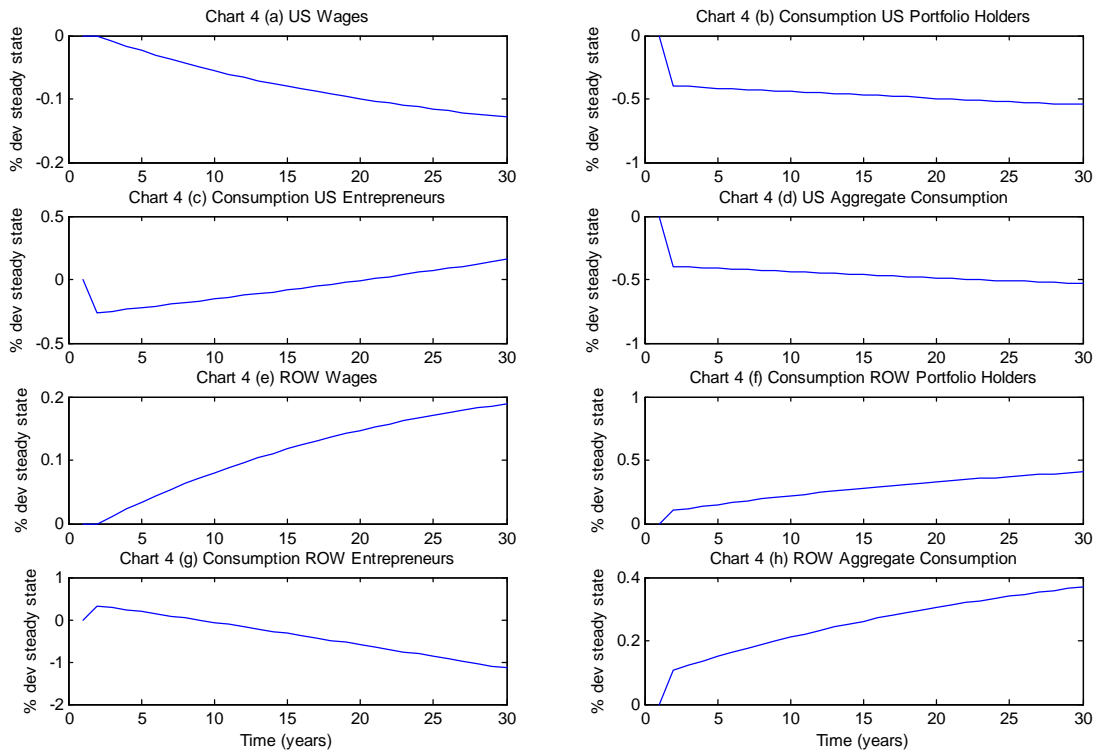 Chart 4 (a) US Wages
% dev steady state
0
-0.1
-0.2
0 5 10 15 20 25 30
Chart 4 (b) Consumption US Portfolio Holders
% dev steady state
0
-0.5
-1
0 5 10 15 20 25 30
Chart 4 (c) Consumption US Entrepreneurs
% dev steady state
0.5
0
-0.5
0 5 10 15 20 25 30
Chart 4 (d) US Aggregate Consumption
% dev steady state
0
-0.5
-1
0 5 10 15 20 25 30
Chart 4 (e) ROW Wages
% dev steady state
0.2
0.1
0
0 5 10 15 20 25 30
Chart 4 (f) Consumption ROW Portfolio Holders
% dev steady state
1
0.5
0
0 5 10 15 20 25 30
Chart 4 (g) Consumption ROW Entrepreneurs
% dev steady state
1
0
-1
-2
0 5 10 15 20 25 30
Time (years)
Chart 4 (h) ROW Aggregate Consumption
% dev steady state
0.4
0.2
0
0 5 10 15 20 25 30
Time (years)